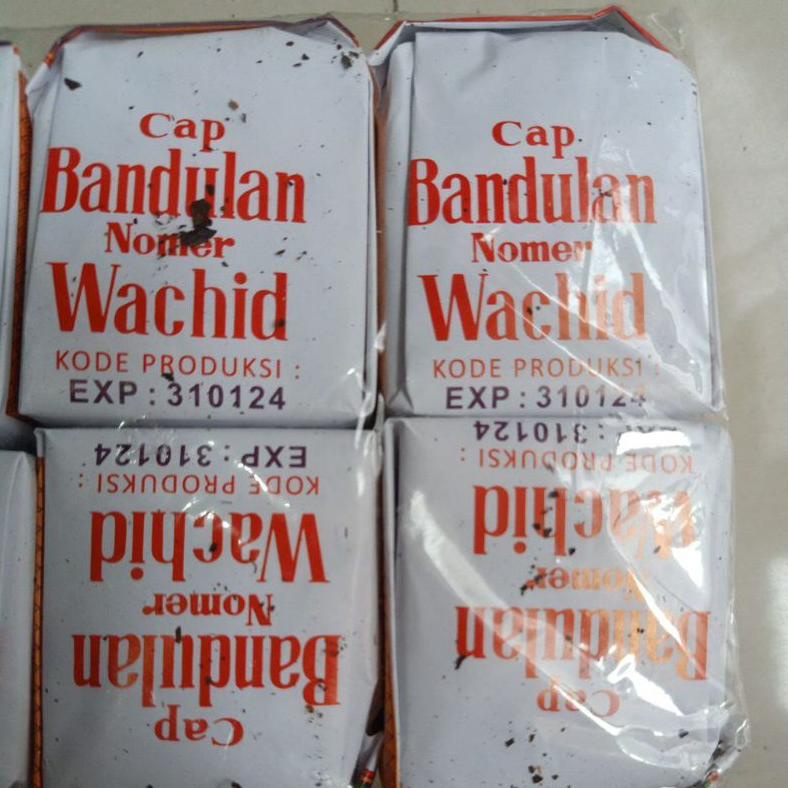 Cap
Bandulan
Nomer
Wachid
KODE PRODUKSI :
EXP : 310124
Cap
Bandulan
Nomer
Wachid
KODE PRODUKSI :
EXP : 310124
EXP : 310124
KODE PRODUKSI :
Wachid
Nomer
Bandulan
Cap
EXP : 310124
KODE PRODUKSI :
Wachid
Nomer
Bandulan
Cap